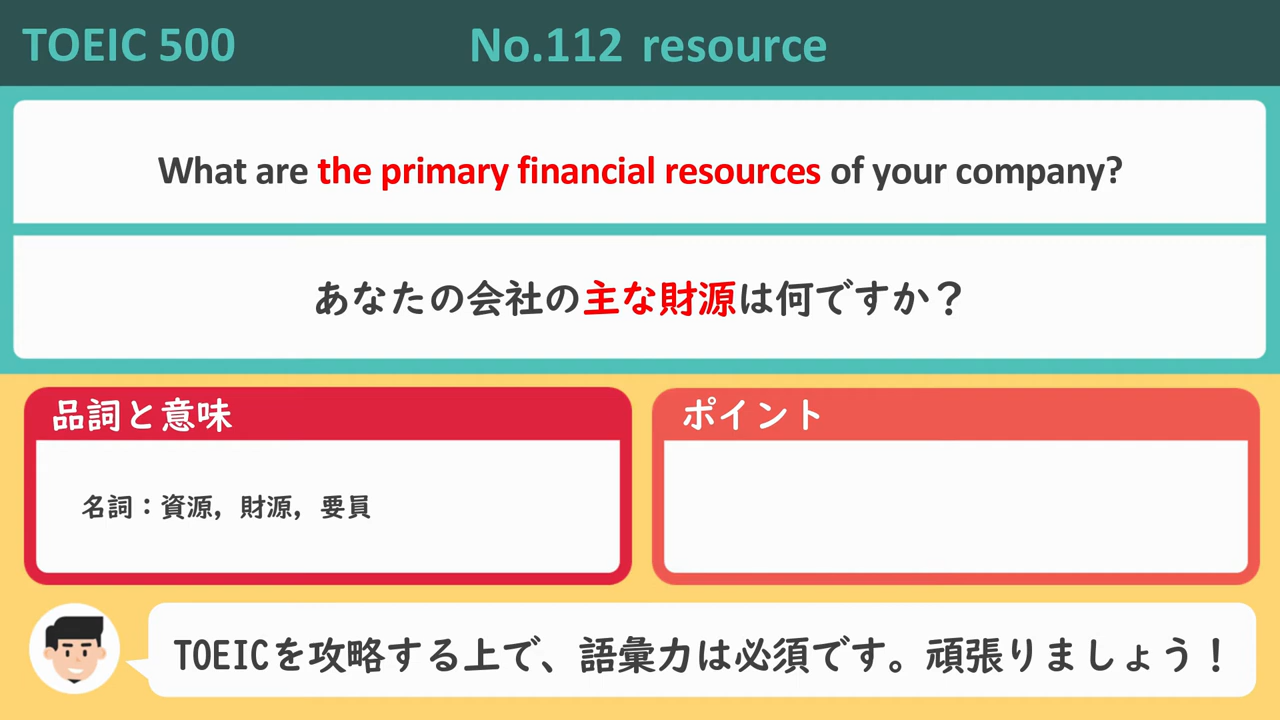 TOEIC 500
No.112 resource
What are the primary financial resources of your company?
あなたの会社の主な財源は何ですか？
品詞と意味
名詞：資源，財源，要員
ポイント
TOEICを攻略する上で、語彙力は必須です。頑張りましょう！